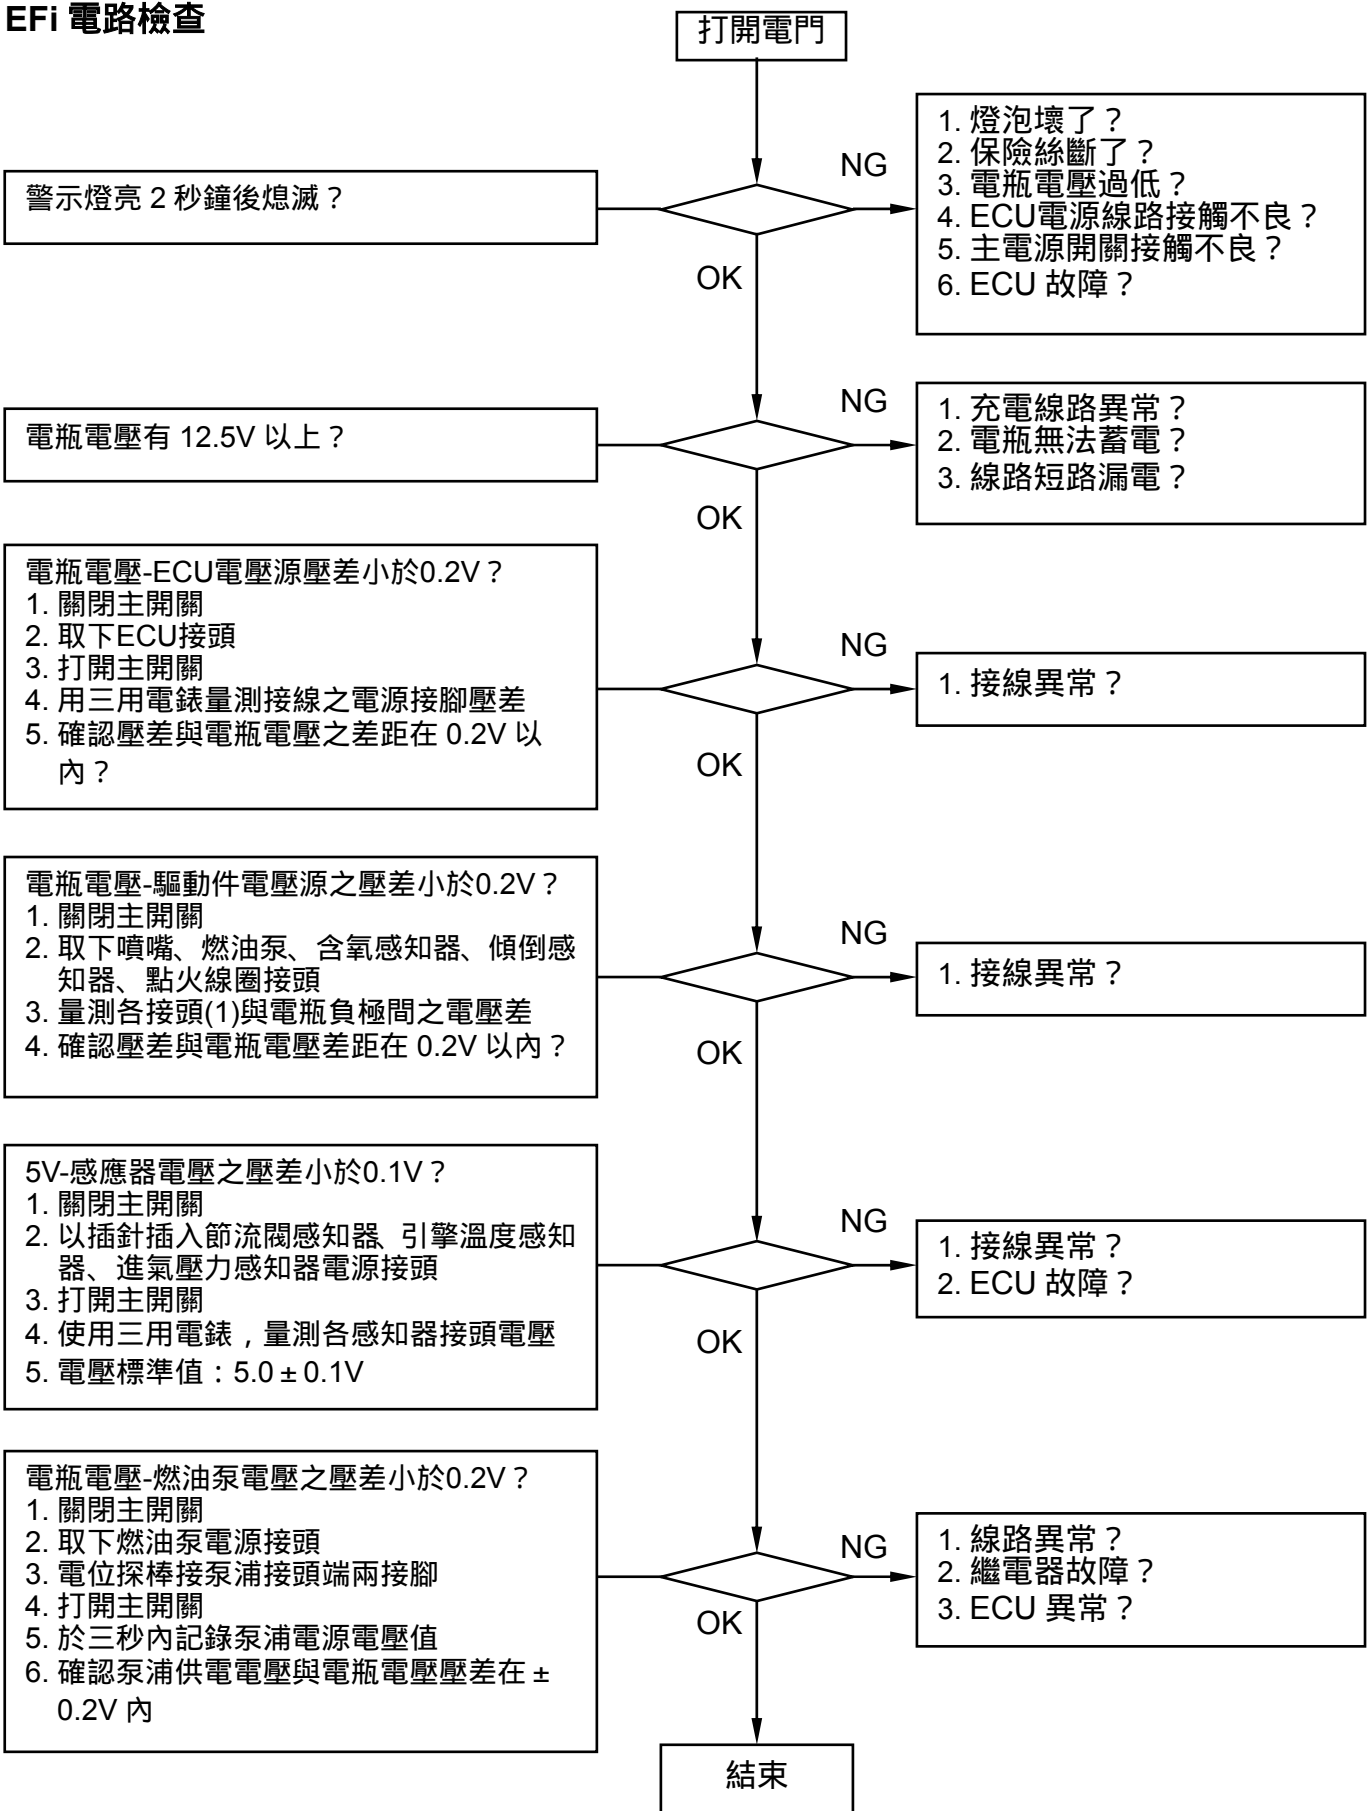 EFi 電路檢查
打開電門
警示燈亮 2 秒鐘後熄滅？
NG
OK
1. 燈泡壞了？
2. 保險絲斷了？
3. 電瓶電壓過低？
4. ECU電源線路接觸不良？
5. 主電源開關接觸不良？
6. ECU 故障？
電瓶電壓有 12.5V 以上？
NG
OK
1. 充電線路異常？
2. 電瓶無法蓄電？
3. 線路短路漏電？
電瓶電壓-ECU電壓源壓差小於0.2V？
1. 關閉主開關
2. 取下ECU接頭
3. 打開主開關
4. 用三用電錶量測接線之電源接腳壓差
5. 確認壓差與電瓶電壓之差距在 0.2V 以
內？
NG
OK
1. 接線異常？
電瓶電壓-驅動件電壓源之壓差小於0.2V？
1. 關閉主開關
2. 取下噴嘴、燃油泵、含氧感知器、傾倒感
知器、點火線圈接頭
3. 量測各接頭(1)與電瓶負極間之電壓差
4. 確認壓差與電瓶電壓差距在 0.2V 以內？
NG
OK
1. 接線異常？
5V-感應器電壓之壓差小於0.1V？
1. 關閉主開關
2. 以插針插入節流閥感知器、引擎溫度感知
器、進氣壓力感知器電源接頭
3. 打開主開關
4. 使用三用電錶，量測各感知器接頭電壓
5. 電壓標準值：5.0 ± 0.1V
NG
OK
1. 接線異常？
2. ECU 故障？
電瓶電壓-燃油泵電壓之壓差小於0.2V？
1. 關閉主開關
2. 取下燃油泵電源接頭
3. 電位探棒接泵浦接頭端兩接腳
4. 打開主開關
5. 於三秒內記錄泵浦電源電壓值
6. 確認泵浦供電電壓與電瓶電壓壓差在 ±
0.2V 內
NG
OK
1. 線路異常？
2. 繼電器故障？
3. ECU 異常？
結束